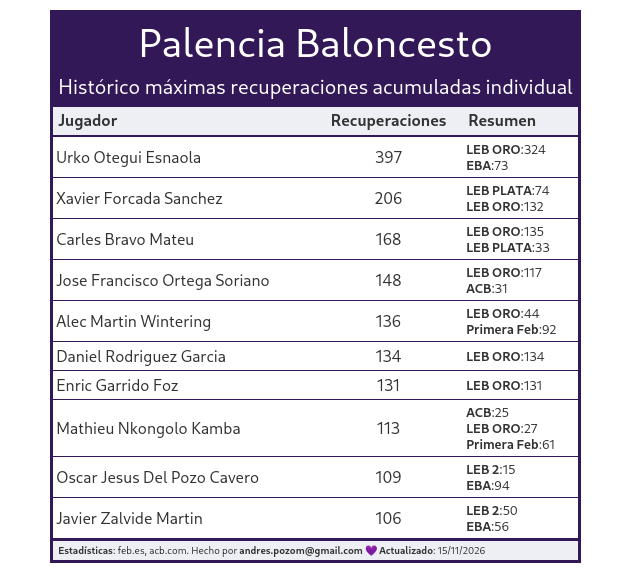 Palencia Baloncesto
Histórico máximas recuperaciones acumuladas individual
Jugador Recuperaciones Resumen
Urko Otegui Esnaola 397 LEB ORO:324
EBA:73
Xavier Forcada Sanchez 206 LEB PLATA:74
LEB ORO:132
Carles Bravo Mateu 168 LEB ORO:135
LEB PLATA:33
Jose Francisco Ortega Soriano 148 LEB ORO:117
ACB:31
Alec Martin Wintering 136 LEB ORO:44
Primera Feb:92
Daniel Rodriguez Garcia 134 LEB ORO:134
Enric Garrido Foz 131 LEB ORO:131
Mathieu Nkongolo Kamba 113 ACB:25
LEB ORO:27
Primera Feb:61
Oscar Jesus Del Pozo Cavero 109 LEB 2:15
EBA:94
Javier Zalvide Martin 106 LEB 2:50
EBA:56
Estadísticas: feb.es, acb.com. Hecho por andres.pozom@gmail.com 💜 Actualizado: 15/11/2026